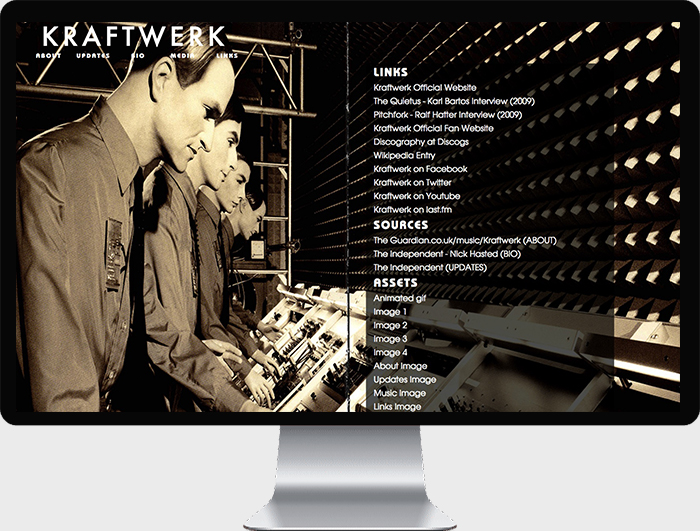 KRAFTWERK
ABOUT UPDATES BIO MEDIA LINKS
LINKS
Kraftwerk Official Website
The Quietus - Karl Bartos Interview (2009)
Pitchfork - Ralf Hatter Interview (2009)
Kraftwerk Official Fan Website
Discography at Discogs
Wikipedia Entry
Kraftwerk on Facebook
Kraftwerk on Twitter
Kraftwerk on Youtube
Kraftwerk on last.fm
SOURCES
The Guardian.co.uk/music/Kraftwerk (ABOUT)
The Independent - Nick Hasted (BIO)
The Independent (UPDATES)
ASSETS
Animated gif
Image 1
Image 2
Image 3
Image 4
About Image
Updates Image
Music Image
Links Image